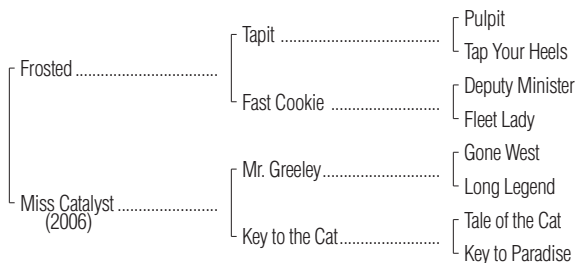 Pulpit
Tapit ........................................
Tap Your Heels
Frosted ....................................
Deputy Minister
Fast Cookie ...........................
Fleet Lady
Gone West
Mr. Greeley.............................
Long Legend
Miss Catalyst .........................
(2006)
Tale of the Cat
Key to the Cat.........................
Key to Paradise